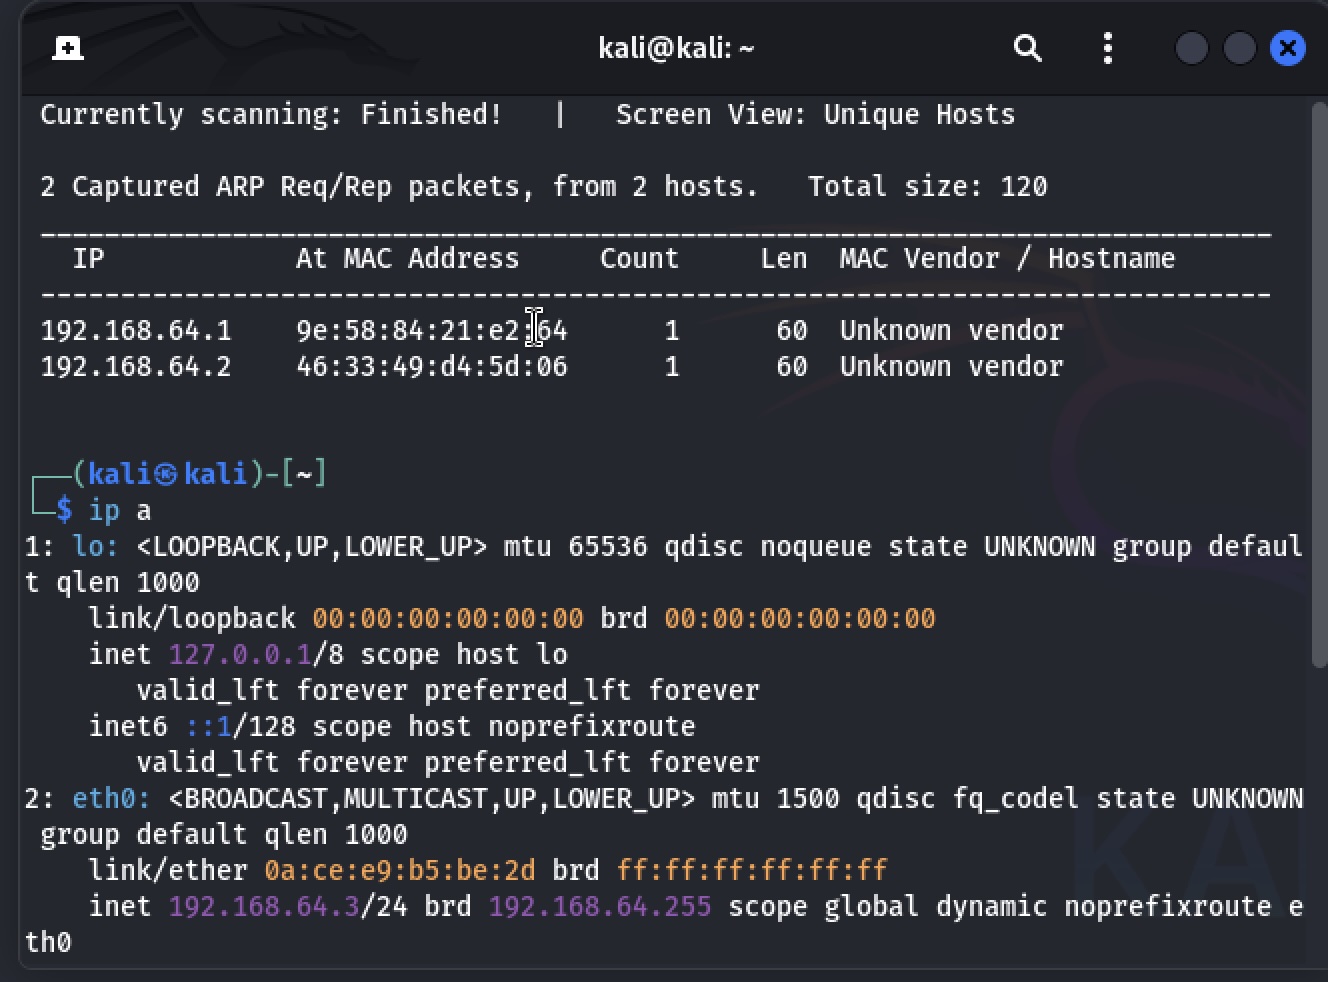 kali@kali: ~
Currently scanning: Finished!   |   Screen View: Unique Hosts
2 Captured ARP Req/Rep packets, from 2 hosts.   Total size: 120
_____________________________________________________________________________
  IP            At MAC Address     Count     Len  MAC Vendor / Hostname
-----------------------------------------------------------------------------
192.168.64.1    9e:58:84:21:e2:64      1      60  Unknown vendor
192.168.64.2    46:33:49:d4:5d:06      1      60  Unknown vendor
┌──(kali㉿kali)-[~]
└─$ ip a
1: lo: <LOOPBACK,UP,LOWER_UP> mtu 65536 qdisc noqueue state UNKNOWN group defaul
t qlen 1000
    link/loopback 00:00:00:00:00:00 brd 00:00:00:00:00:00
    inet 127.0.0.1/8 scope host lo
       valid_lft forever preferred_lft forever
    inet6 ::1/128 scope host noprefixroute
       valid_lft forever preferred_lft forever
2: eth0: <BROADCAST,MULTICAST,UP,LOWER_UP> mtu 1500 qdisc fq_codel state UNKNOWN
 group default qlen 1000
    link/ether 0a:ce:e9:b5:be:2d brd ff:ff:ff:ff:ff:ff
    inet 192.168.64.3/24 brd 192.168.64.255 scope global dynamic noprefixroute e
th0